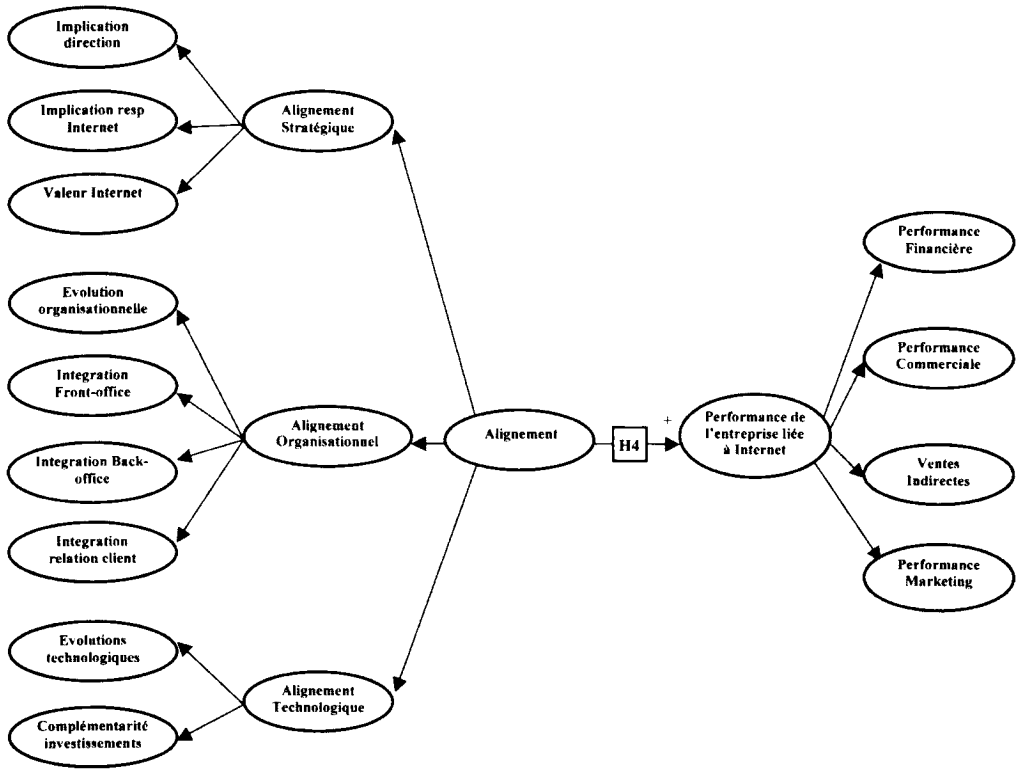 Implication
direction
Implication resp
Internet
Valeur Internet
Alignement
Stratégique
Evolution
organisationnelle
Integration
Front-office
Integration Back-
office
Integration
relation client
Alignement
Organisationnel
Alignement
+
H4
Performance de
l'entreprise liée
à Internet
Performance
Financière
Performance
Commerciale
Ventes
Indirectes
Performance
Marketing
Evolutions
technologiques
Complémentarité
investissements
Alignement
Technologique